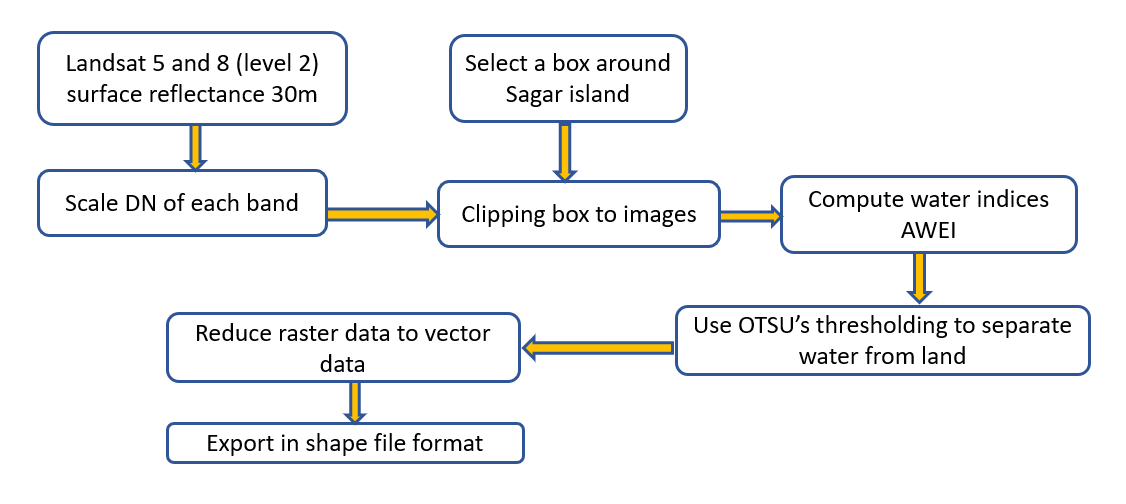 Landsat 5 and 8 (level 2)
surface reflectance 30m
Select a box around
Sagar island
Scale DN of each band
Clipping box to images
Compute water indices
AWEI
Use OTSU's thresholding to separate
water from land
Reduce raster data to vector
data
Export in shape file format